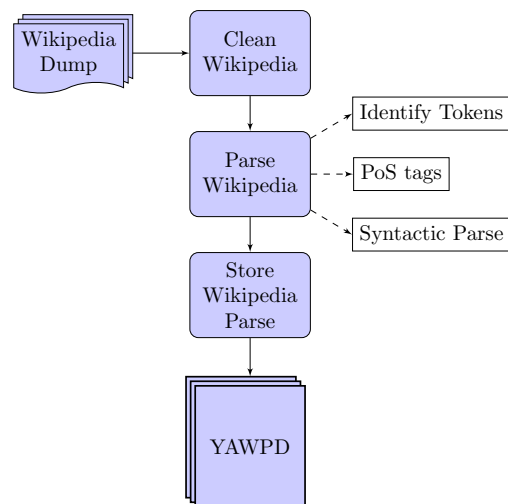 Wikipedia
Dump
Clean
Wikipedia
Identify Tokens
Parse
Wikipedia
PoS tags
Syntactic Parse
Store
Wikipedia
Parse
YAWPD